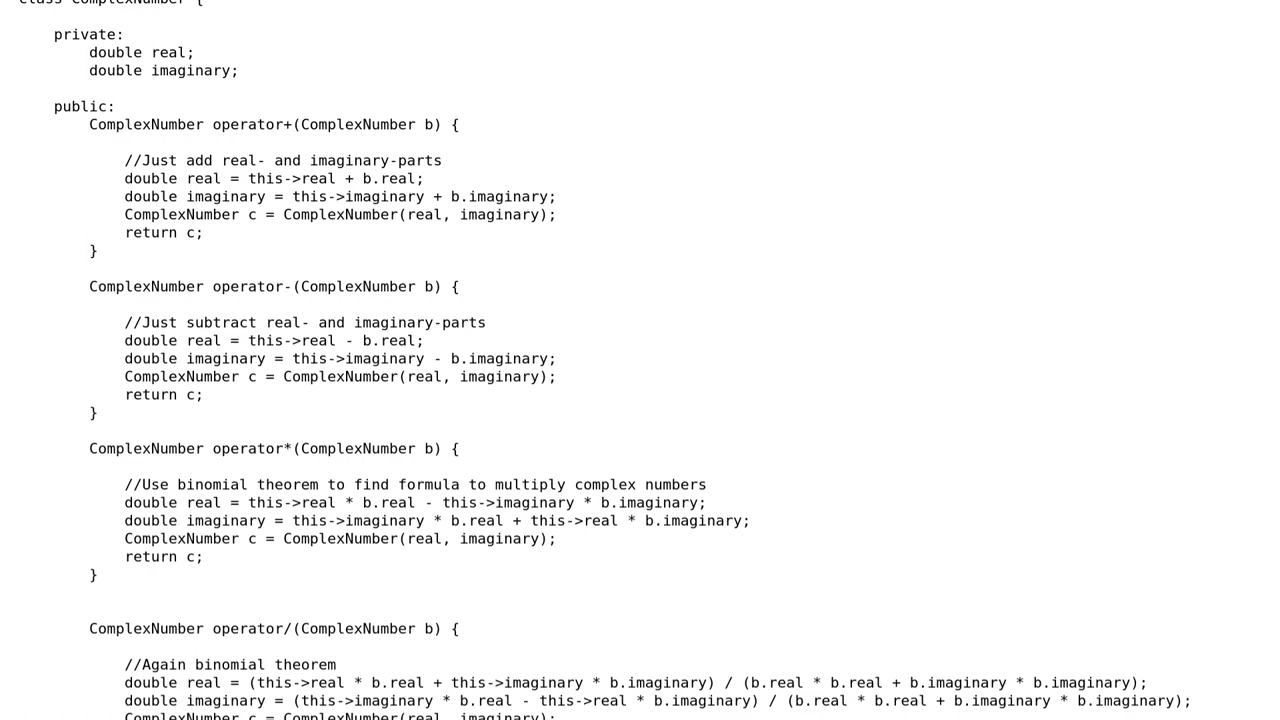 class ComplexNumber {
private:
double real;
double imaginary;
public:
ComplexNumber operator+(ComplexNumber b) {
//Just add real- and imaginary-parts
double real = this->real + b.real;
double imaginary = this->imaginary + b.imaginary;
ComplexNumber c = ComplexNumber(real, imaginary);
return c;
}
ComplexNumber operator-(ComplexNumber b) {
//Just subtract real- and imaginary-parts
double real = this->real - b.real;
double imaginary = this->imaginary - b.imaginary;
ComplexNumber c = ComplexNumber(real, imaginary);
return c;
}
ComplexNumber operator*(ComplexNumber b) {
//Use binomial theorem to find formula to multiply complex numbers
double real = this->real * b.real - this->imaginary * b.imaginary;
double imaginary = this->imaginary * b.real + this->real * b.imaginary;
ComplexNumber c = ComplexNumber(real, imaginary);
return c;
}
ComplexNumber operator/(ComplexNumber b) {
//Again binomial theorem
double real = (this->real * b.real + this->imaginary * b.imaginary) / (b.real * b.real + b.imaginary * b.imaginary);
double imaginary = (this->imaginary * b.real - this->real * b.imaginary) / (b.real * b.real + b.imaginary * b.imaginary);
ComplexNumber c = ComplexNumber(real, imaginary);